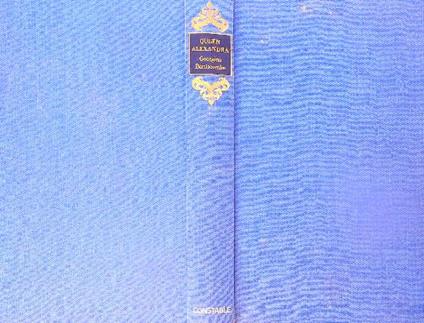 QUEEN
ALEXANDRA
Georgina
Battiscombe
CONSTABLE